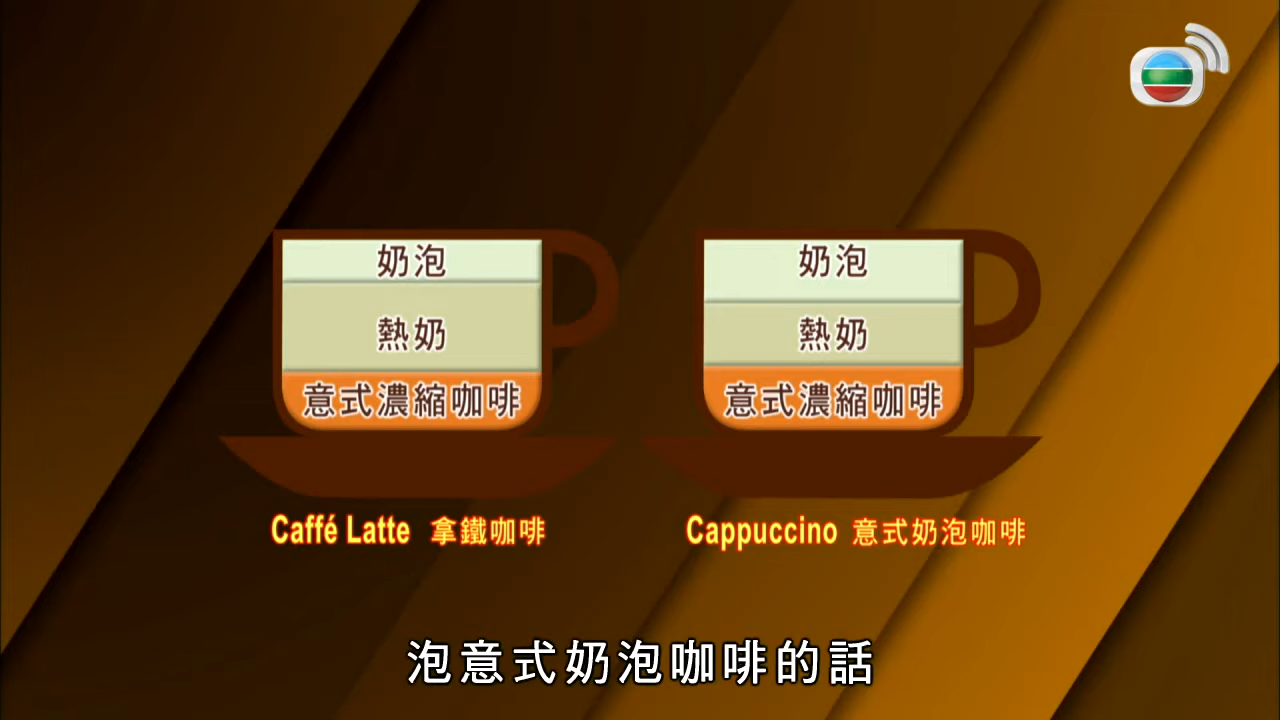 奶泡
熱奶
意式濃縮咖啡
奶泡
熱奶
意式濃縮咖啡
Caffé Latte 拿鐵咖啡
Cappuccino 意式奶泡咖啡
泡意式奶泡咖啡的話